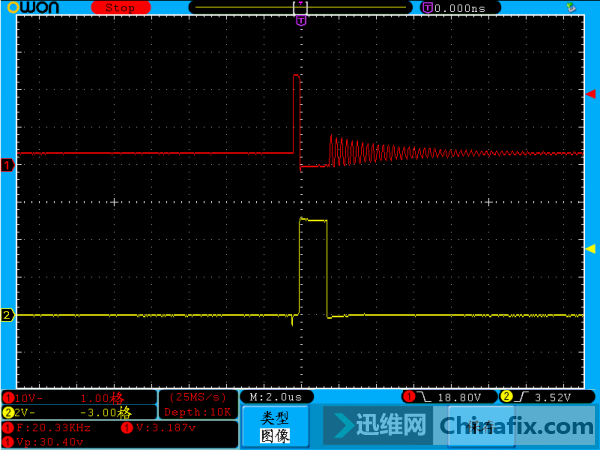 OWON Stop T 0.000ns
T
1
2
1 10V- 1.00格 (25MS/s) M:2.0us 1 18.80V 2 3.52V
2 2V- -3.00格 Depth:10K
1 F:20.33KHz 1 V:3.187v
1 Vp:30.40v
类型
图像
迅维网 Chinafix.com